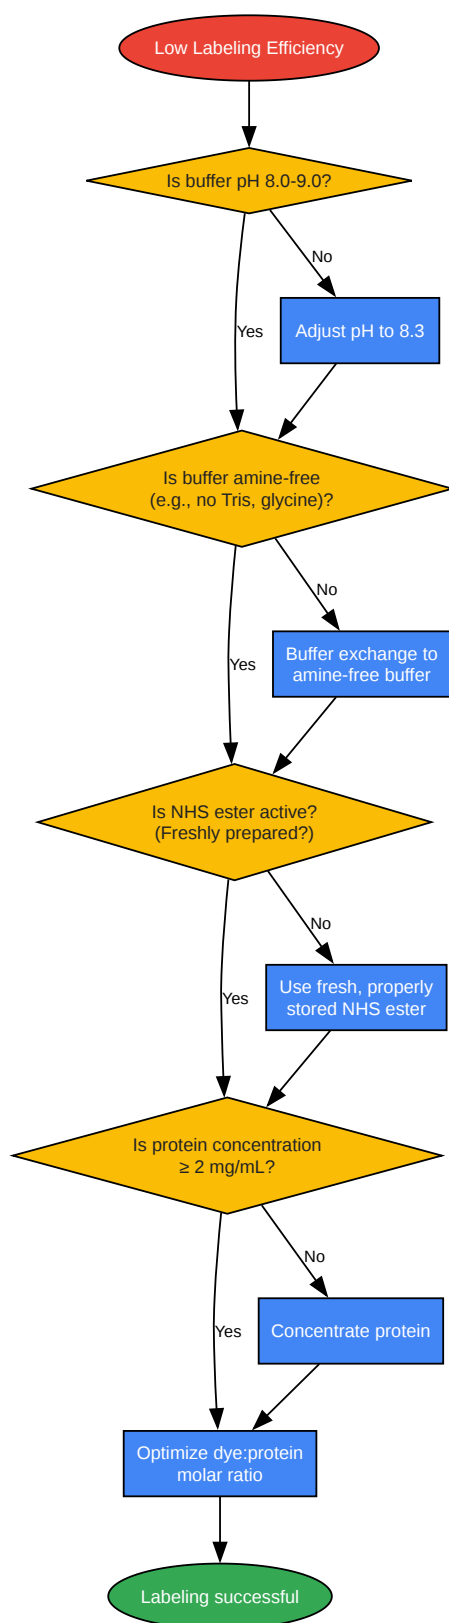 Low Labeling Efficiency
Is buffer pH 8.0-9.0?
No
Yes
Adjust pH to 8.3
Is buffer amine-free
(e.g., no Tris, glycine)?
No
Yes
Buffer exchange to
amine-free buffer
Is NHS ester active?
(Freshly prepared?)
No
Yes
Use fresh, properly
stored NHS ester
Is protein concentration
≥ 2 mg/mL?
No
Yes
Concentrate protein
Optimize dye:protein
molar ratio
Labeling successful